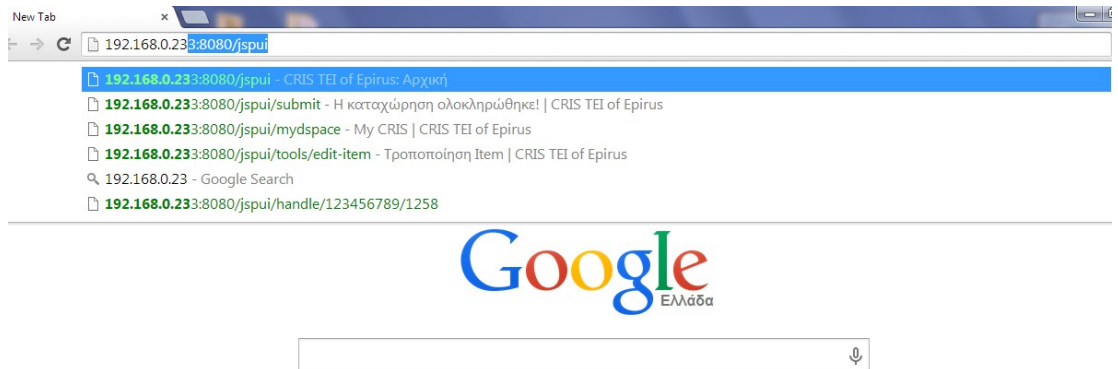 New Tab
192.168.0.233:8080/jspui
192.168.0.233:8080/jspui - CRIS TEI of Epirus: Αρχική
192.168.0.233:8080/jspui/submit - Η καταχώρηση ολοκληρώθηκε! | CRIS TEI of Epirus
192.168.0.233:8080/jspui/mydspace - My CRIS | CRIS TEI of Epirus
192.168.0.233:8080/jspui/tools/edit-item - Τροποποίηση Item | CRIS TEI of Epirus
192.168.0.23 - Google Search
192.168.0.233:8080/jspui/handle/123456789/1258
Google
Ελλάδα